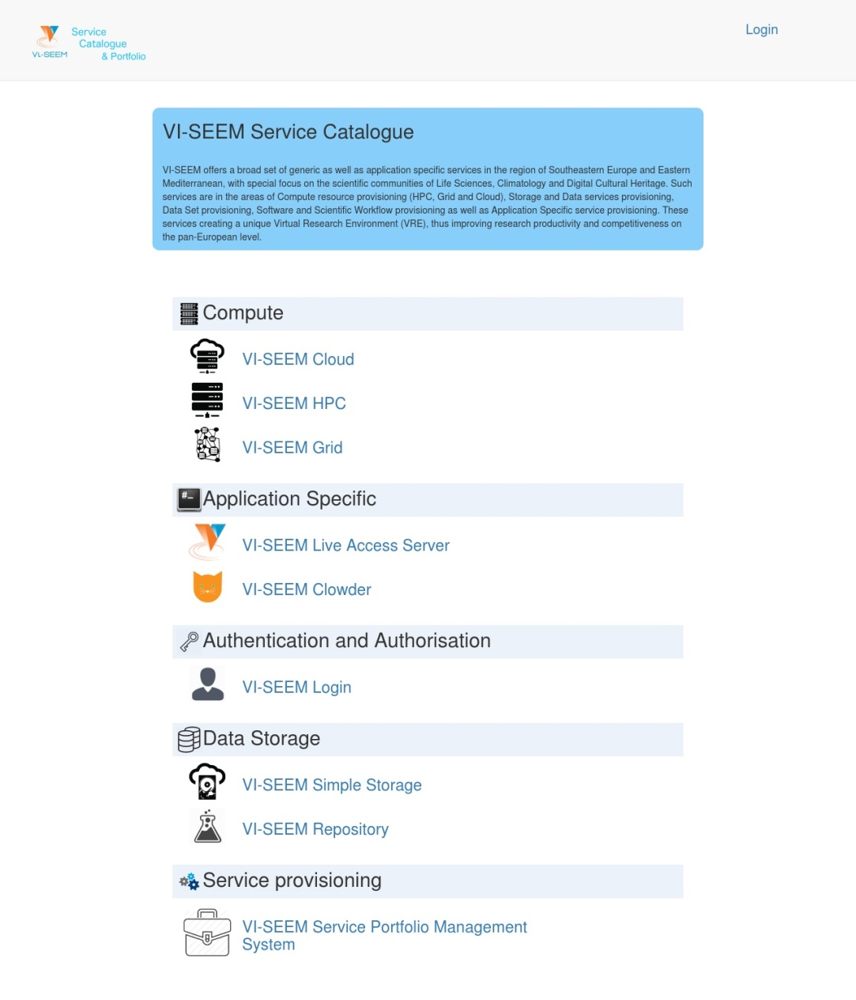 Service
Catalogue
& Portfolio
VI-SEEM
Login
VI-SEEM Service Catalogue
VI-SEEM offers a broad set of generic as well as application specific services in the region of Southeastern Europe and Eastern
Mediterranean, with special focus on the scientific communities of Life Sciences, Climatology and Digital Cultural Heritage. Such
services are in the areas of Compute resource provisioning (HPC, Grid and Cloud), Storage and Data services provisioning,
Data Set provisioning, Software and Scientific Workflow provisioning as well as Application Specific service provisioning. These
services creating a unique Virtual Research Environment (VRE), thus improving research productivity and competitiveness on
the pan-European level.
Compute
VI-SEEM Cloud
VI-SEEM HPC
VI-SEEM Grid
#_
Application Specific
VI-SEEM Live Access Server
VI-SEEM Clowder
Authentication and Authorisation
VI-SEEM Login
Data Storage
VI-SEEM Simple Storage
VI-SEEM Repository
Service provisioning
VI-SEEM Service Portfolio Management
System